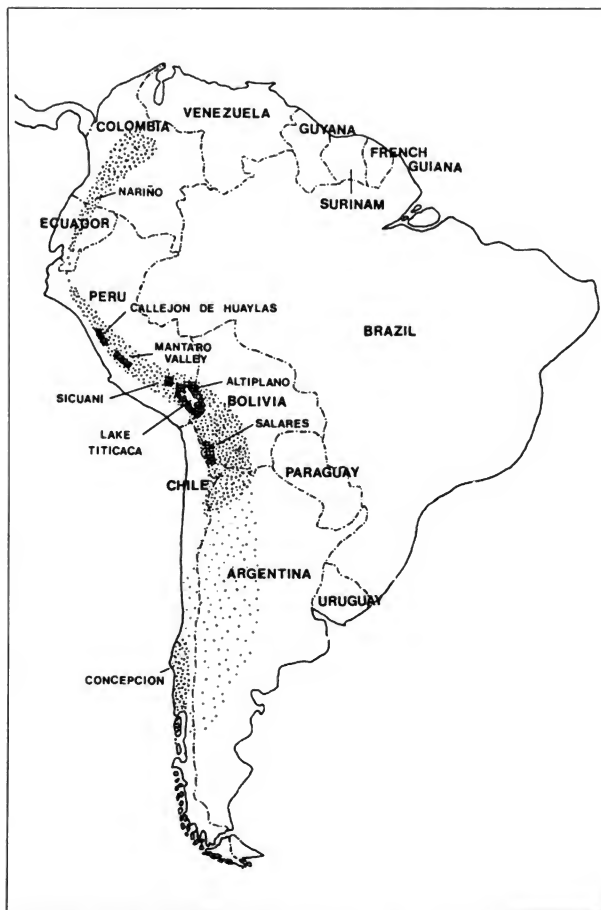 VENEZUELA
COLOMBIA
GUYANA
FRENCH
GUIANA
NARIÑO
SURINAM
ECUADOR
PERU
CALLEJON DE HUAYLAS
BRAZIL
MANTARO
VALLEY
SICUANI
ALTIPLANO
BOLIVIA
LAKE
TITICACA
SALARES
PARAGUAY
CHILE
ARGENTINA
URUGUAY
CONCEPCION